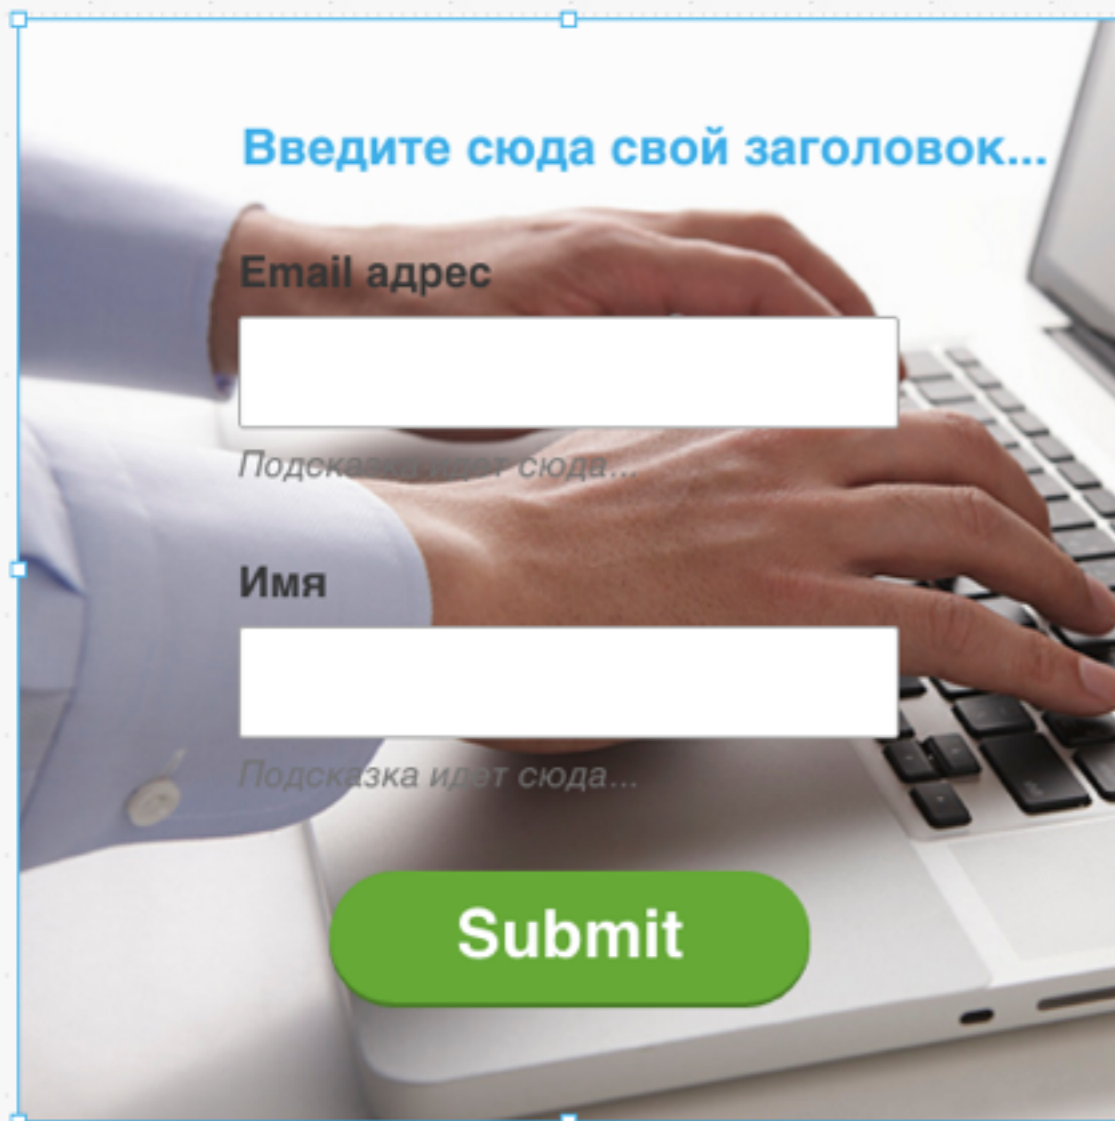 Введите сюда свой заголовок...
Email адрес
Подсказка идет сюда...
Имя
Подсказка идет сюда...
Submit